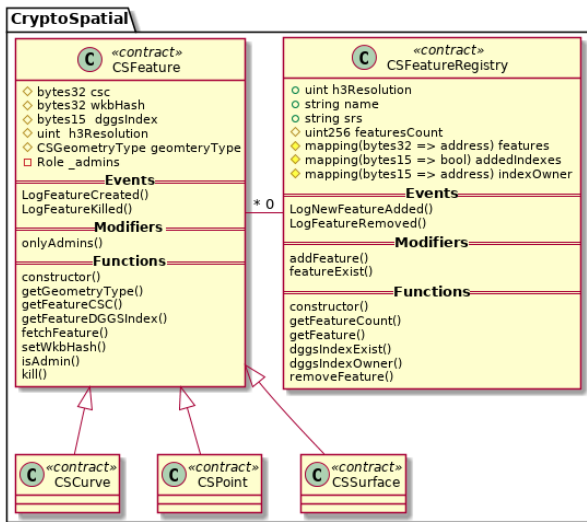 CryptoSpatial
C
«contract»
CSFeature
bytes32 csc
bytes32 wkbHash
bytes15 dggsIndex
uint h3Resolution
CSGeometryType geomteryType
Role _admins
Events
LogFeatureCreated()
LogFeatureKilled()
Modifiers
onlyAdmins()
Functions
constructor()
getGeometryType()
getFeatureCSC()
getFeatureDGGSIndex()
fetchFeature()
setWkbHash()
isAdmin()
kill()
* 0
C
«contract»
CSFeatureRegistry
uint h3Resolution
string name
string srs
uint256 featuresCount
mapping(bytes32 => address) features
mapping(bytes15 => bool) addedIndexes
mapping(bytes15 => address) indexOwner
Events
LogNewFeatureAdded()
LogFeatureRemoved()
Modifiers
addFeature()
featureExist()
Functions
constructor()
getFeatureCount()
getFeature()
dggsIndexExist()
dggsIndexOwner()
removeFeature()
C
«contract»
CSCurve
C
«contract»
CSPoint
C
«contract»
CSSurface